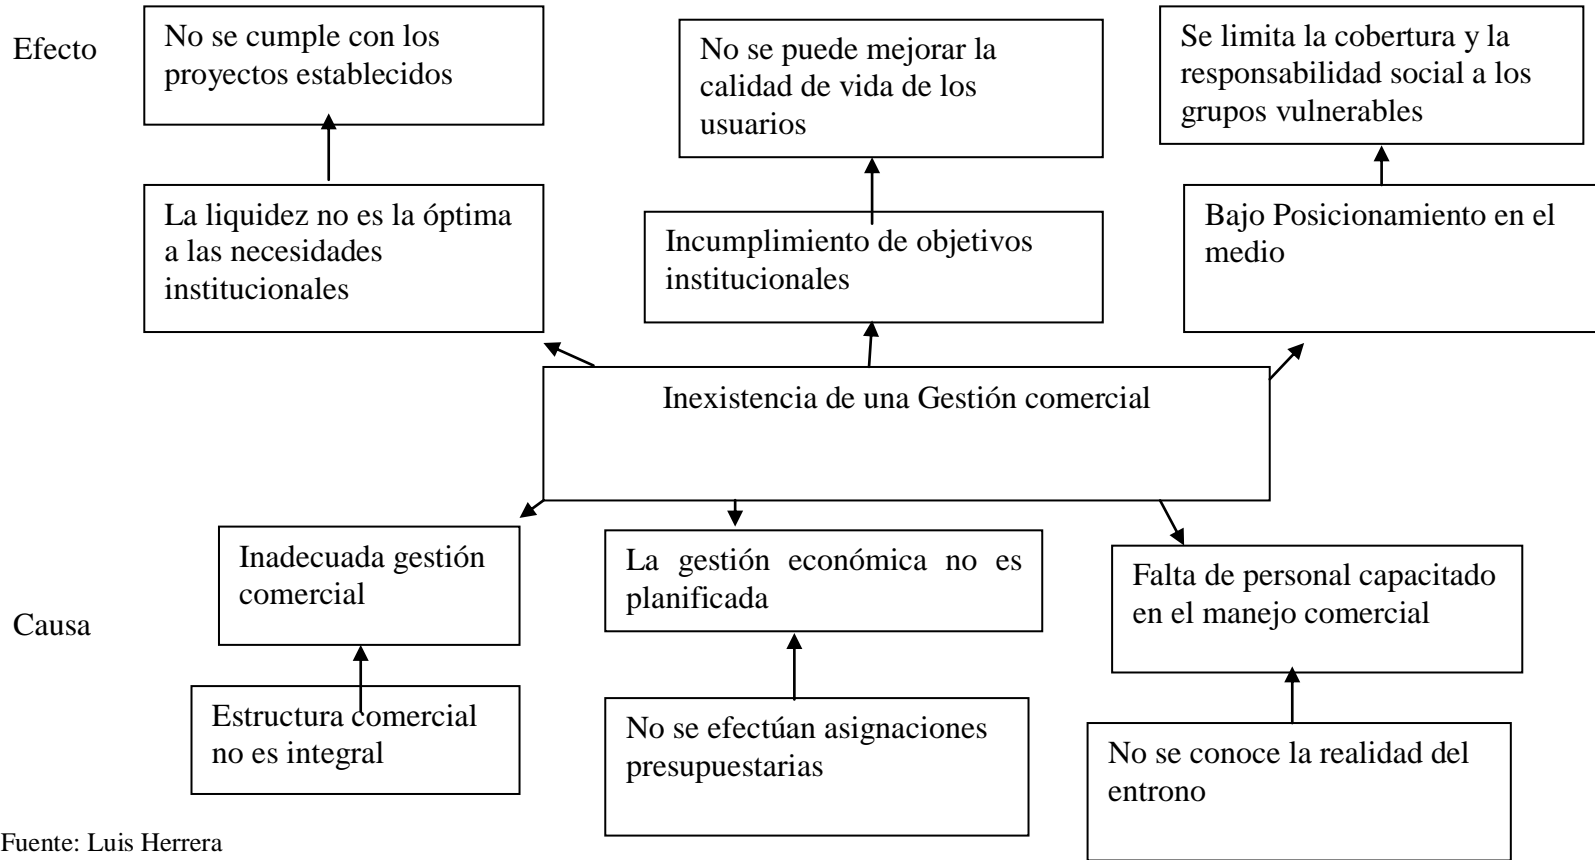 Efecto
No se cumple con los
proyectos establecidos
No se puede mejorar la
calidad de vida de los
usuarios
Se limita la cobertura y la
responsabilidad social a los
grupos vulnerables
La liquidez no es la óptima
a las necesidades
institucionales
Incumplimiento de objetivos
institucionales
Bajo Posicionamiento en el
medio
Inexistencia de una Gestión comercial
Causa
Inadecuada gestión
comercial
La gestión económica no es
planificada
Falta de personal capacitado
en el manejo comercial
Estructura comercial
no es integral
No se efectúan asignaciones
presupuestarias
No se conoce la realidad del
entrono
Fuente: Luis Herrera